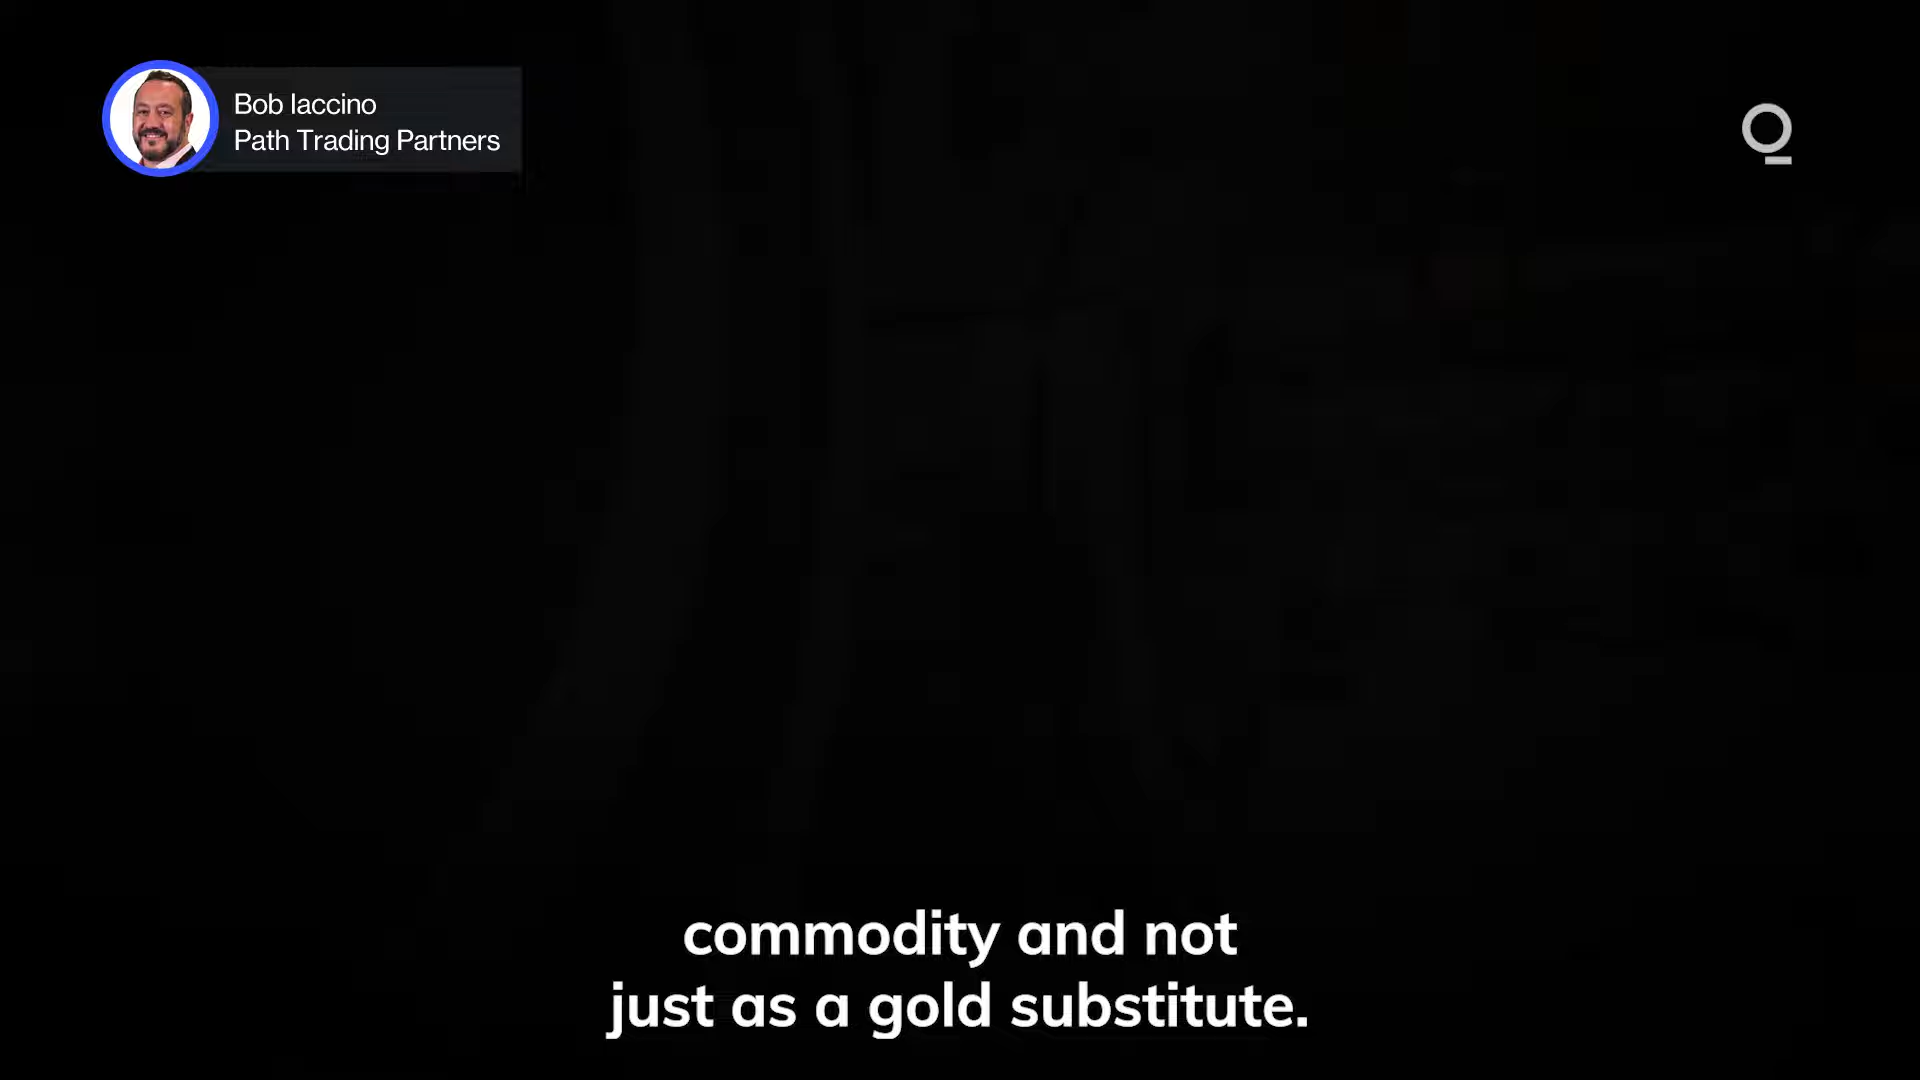 Bob Iaccino
Path Trading Partners
commodity and not
just as a gold substitute.